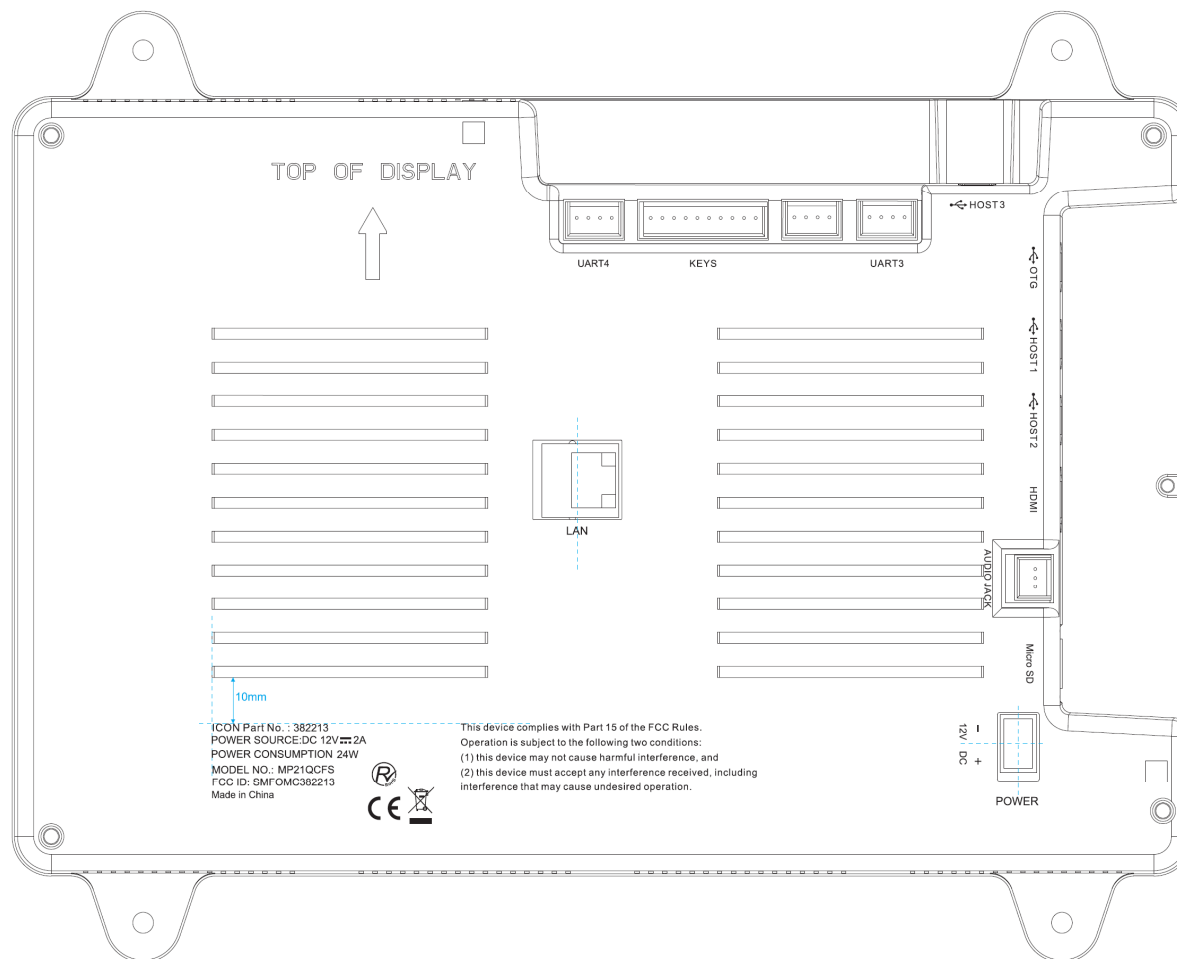 TOP OF DISPLAY
HOST3
UART4
KEYS
UART3
OTG
HOST1
HOST2
HDMI
LAN
AUDIO JACK
Micro SD
10mm
ICON Part No. : 382213
POWER SOURCE:DC 12V 2A
POWER CONSUMPTION 24W
MODEL NO.: MP21QCFS
FCC ID: SMFOMC382213
Made in China
CE
This device complies with Part 15 of the FCC Rules.
Operation is subject to the following two conditions:
(1) this device may not cause harmful interference, and
(2) this device must accept any interference received, including
interference that may cause undesired operation.
12V -
DC +
POWER